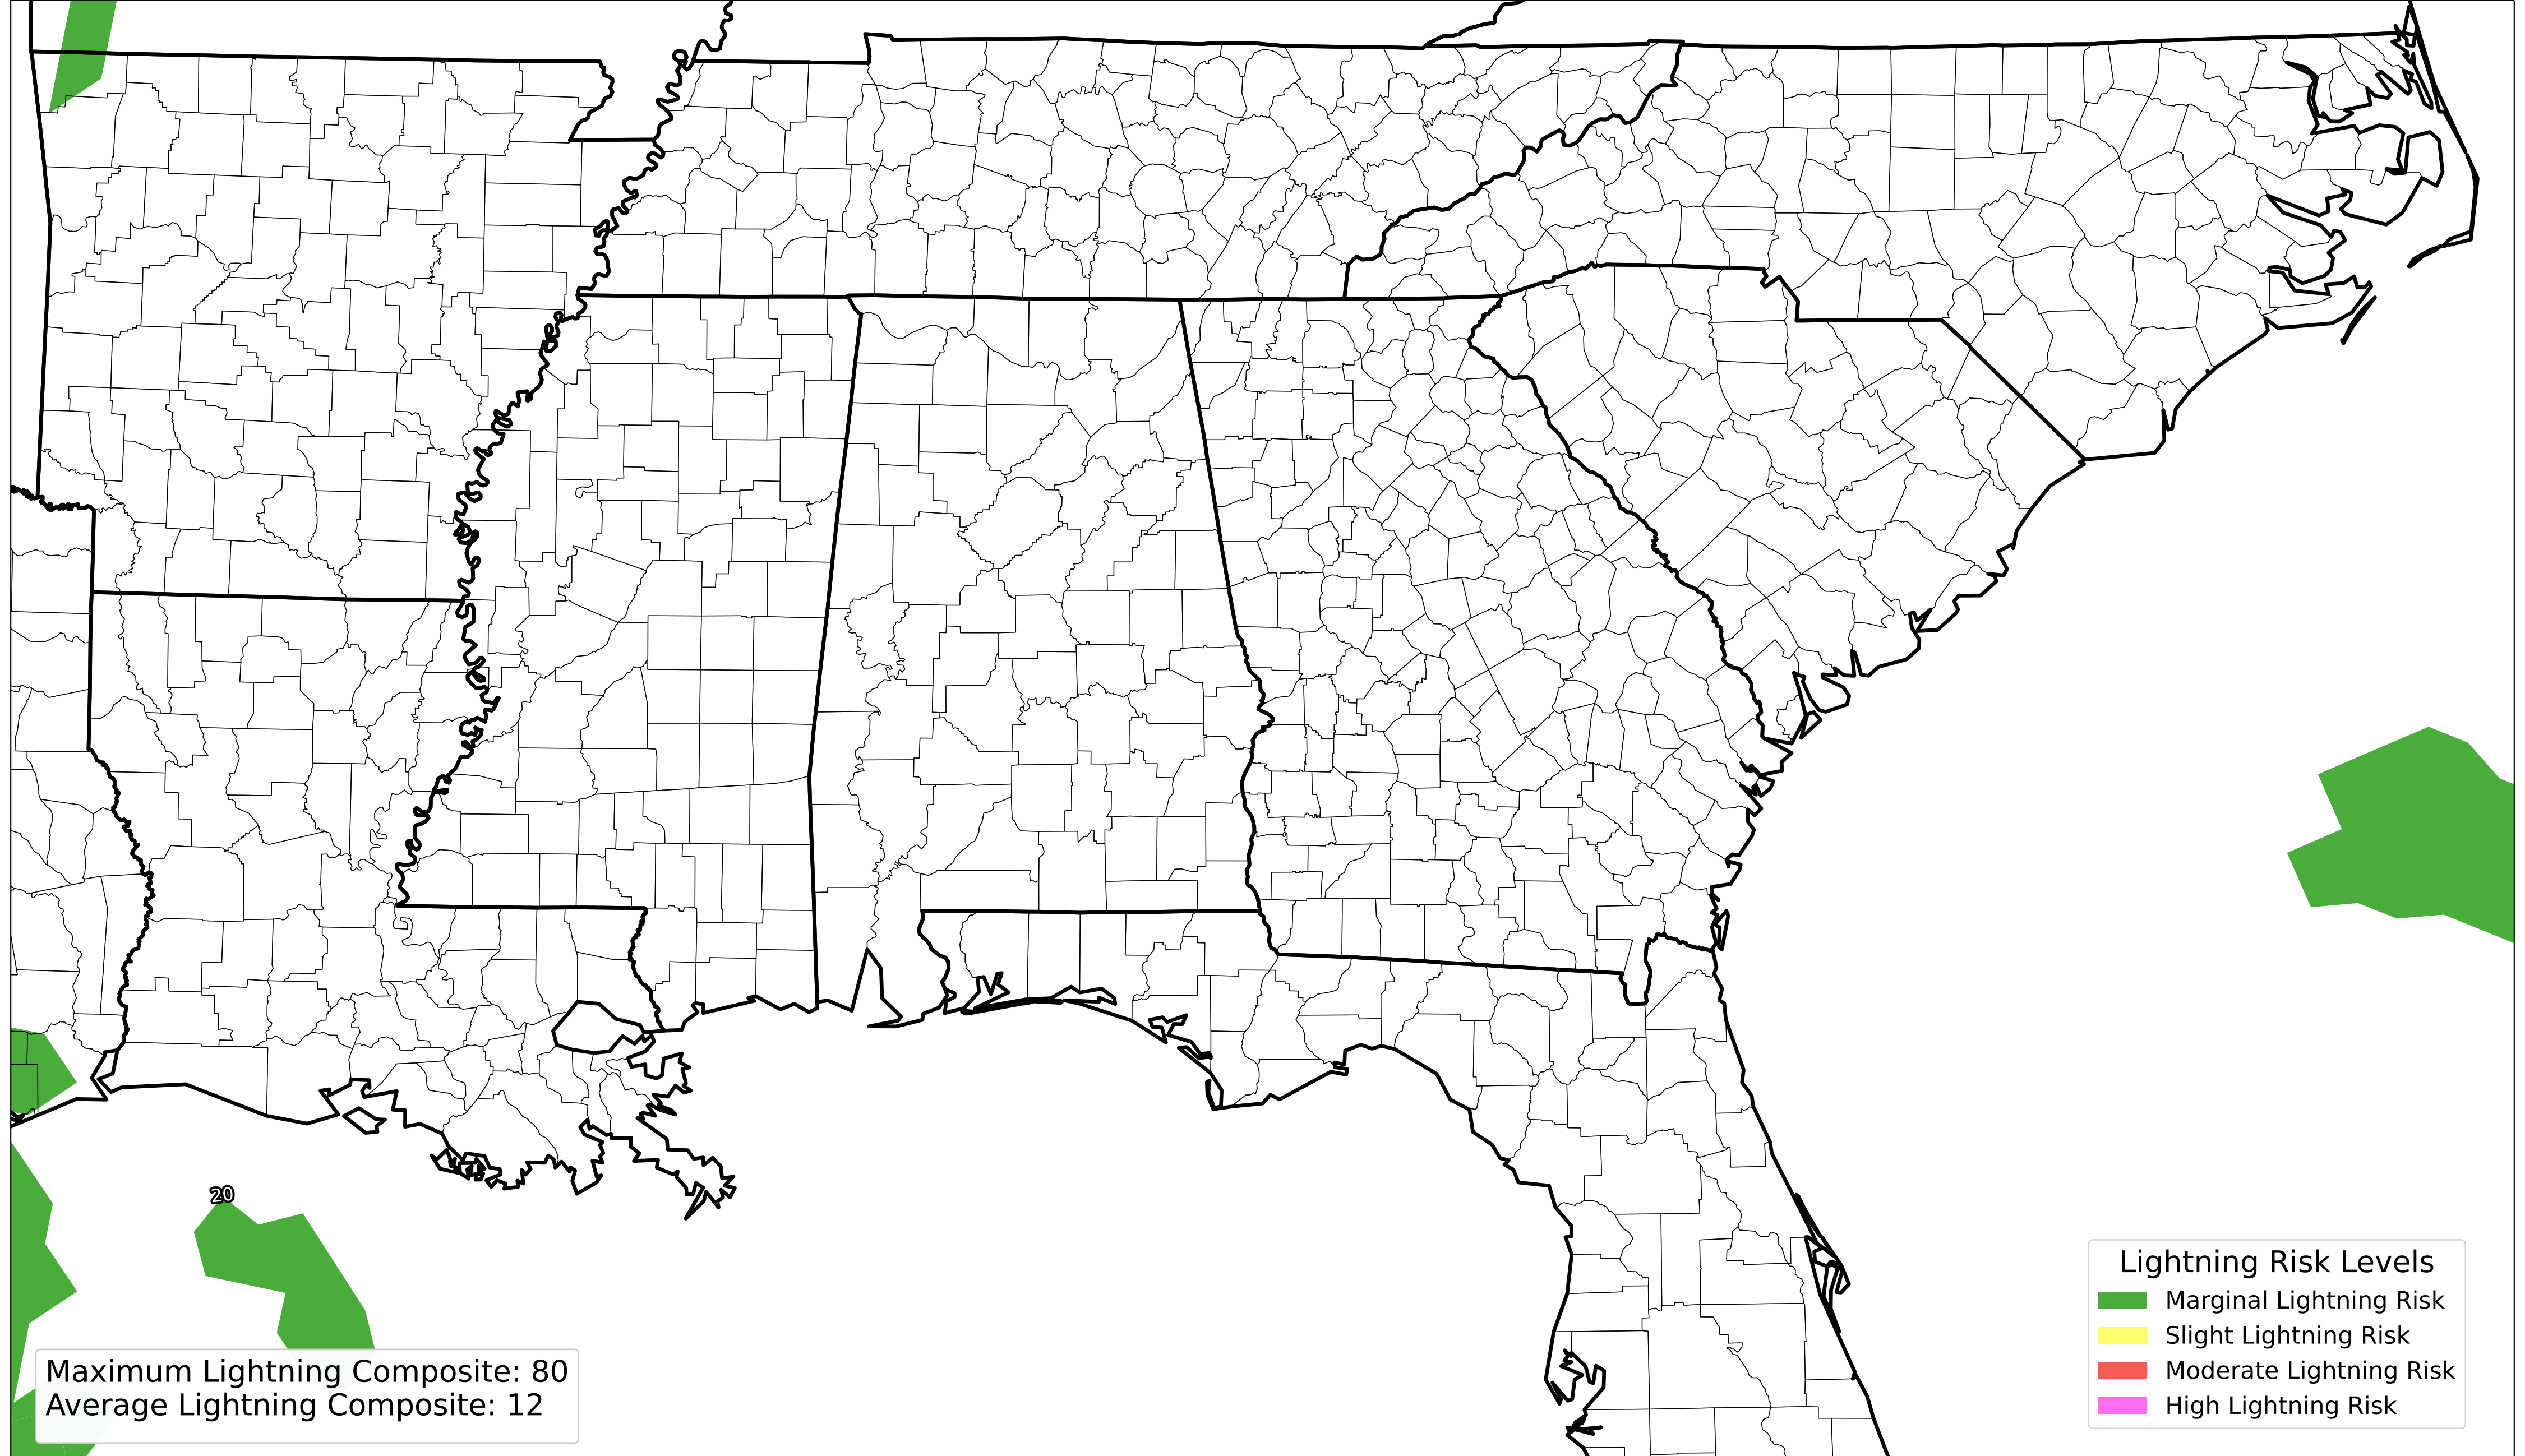 20
Maximum Lightning Composite: 80
Average Lightning Composite: 12
Lightning Risk Levels
Marginal Lightning Risk
Slight Lightning Risk
Moderate Lightning Risk
High Lightning Risk